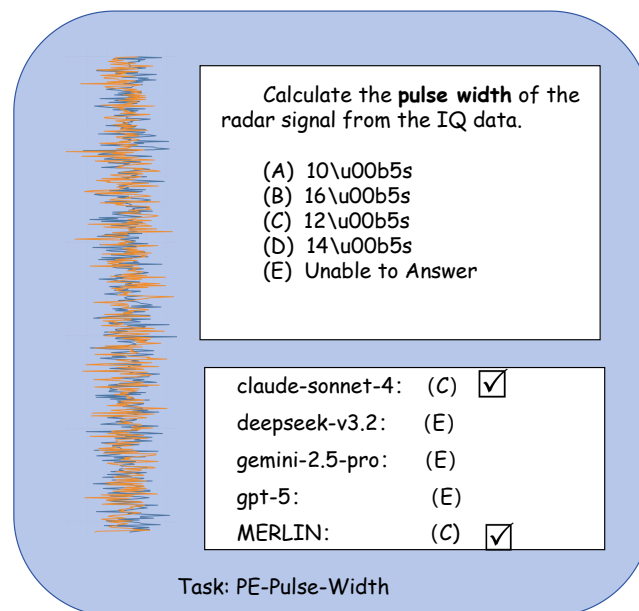 Calculate the pulse width of the
radar signal from the IQ data.
(A) 10\u00b5s
(B) 16\u00b5s
(C) 12\u00b5s
(D) 14\u00b5s
(E) Unable to Answer
claude-sonnet-4: (C) ☑
deepseek-v3.2: (E)
gemini-2.5-pro: (E)
gpt-5: (E)
MERLIN: (C) ☑
Task: PE-Pulse-Width